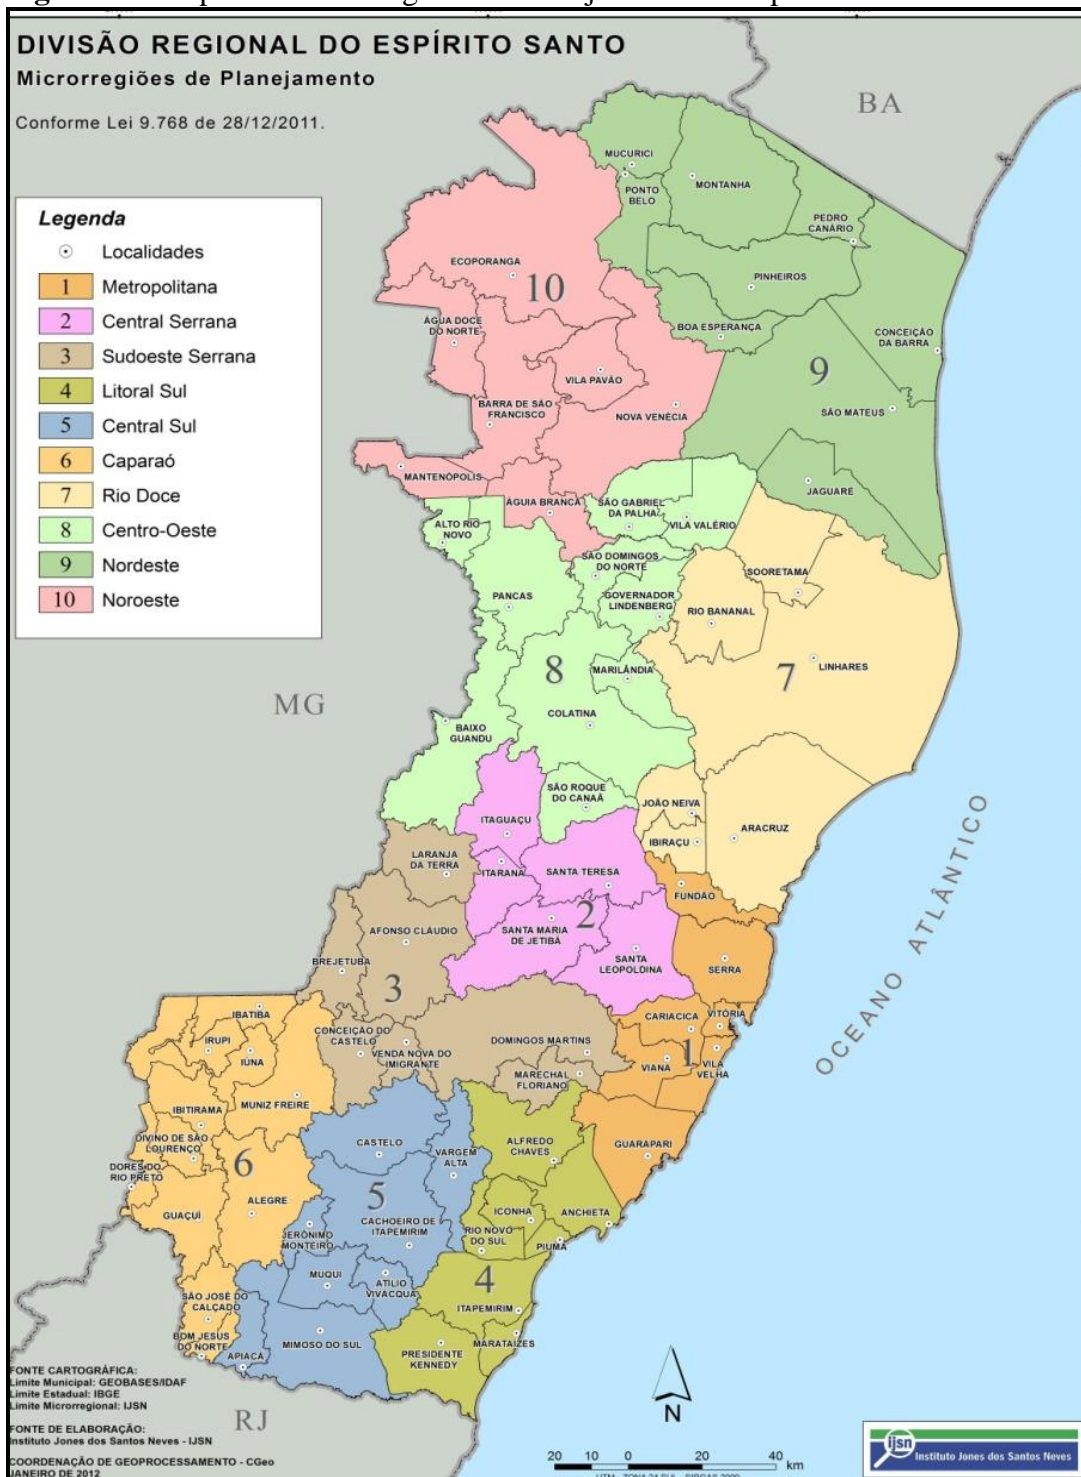 DIVISÃO REGIONAL DO ESPÍRITO SANTO
Microrregiões de Planejamento
Conforme Lei 9.768 de 28/12/2011.
BA
Legenda
Localidades
1 Metropolitana
2 Central Serrana
3 Sudoeste Serrana
4 Litoral Sul
5 Central Sul
6 Caparaó
7 Rio Doce
8 Centro-Oeste
9 Nordeste
10 Noroeste
MUCURICI
PONTO
BELO
MONTANHA
PEDRO
CANÁRIO
ECOPORANGA
10
PINHEIROS
ÁGUA DOCE
DO NORTE
BOA ESPERANÇA
CONCEIÇÃO
DA BARRA
9
VILA PAVÃO
BARRA DE SÃO
FRANCISCO
NOVA VENÉCIA
SÃO MATEUS
MANTENÓPOLIS
JAGUARÉ
ÁGUIA BRANCA
SÃO GABRIEL
DA PALHA
VILA VALÉRIO
ALTO RIO
NOVO
SÃO DOMINGOS
DO NORTE
SOORETAMA
PANCAS
GOVERNADOR
LINDENBERG
RIO BANANAL
8
MARILÂNDIA
LINHARES
7
MG
COLATINA
BAIXO
GUANDU
SÃO ROQUE
DO CANAÃ
JOÃO NEIVA
ITAGUAÇU
IBIRAÇU
ARACRUZ
LARANJA
DA TERRA
ITARANA
SANTA TERESA
FUNDÃO
2
AFONSO CLÁUDIO
SANTA MARIA
DE JETIBÁ
SANTA
LEOPOLDINA
SERRA
BREJETUBA
3
OCEANO ATLÂNTICO
IBATIBA
CARIACICA
VITÓRIA
IRUPI
IÚNA
CONCEIÇÃO DO
CASTELO
VENDA NOVA DO
IMIGRANTE
DOMINGOS MARTINS
1
VIANA
VILA
VELHA
MARECHAL
FLORIANO
IBITIRAMA
MUNIZ FREIRE
DIVINO DE SÃO
LOURENÇO
CASTELO
VARGEM
ALTA
ALFREDO
CHAVES
GUARAPARI
DORES DO
RIO PRETO
6
5
GUAÇUÍ
ALEGRE
JERÔNIMO
MONTEIRO
CACHOEIRO DE
ITAPEMIRIM
ICONHA
ANCHIETA
RIO NOVO
DO SUL
PIÚMA
MUQUI
ATÍLIO
VIVACQUA
4
SÃO JOSÉ DO
CALÇADO
ITAPEMIRIM
BOM JESUS
DO NORTE
APIACÁ
MIMOSO DO SUL
PRESIDENTE
KENNEDY
MARATAÍZES
FONTE CARTOGRÁFICA:
Limite Municipal: GEOBASES/IDAF
Limite Estadual: IBGE
Limite Microrregional: IJSN
FONTE DE ELABORAÇÃO:
Instituto Jones dos Santos Neves - IJSN
COORDENAÇÃO DE GEOPROCESSAMENTO - CGeo
JANEIRO DE 2012
RJ
N
20 10 0 20 40 km
ijsn
Instituto Jones dos Santos Neves